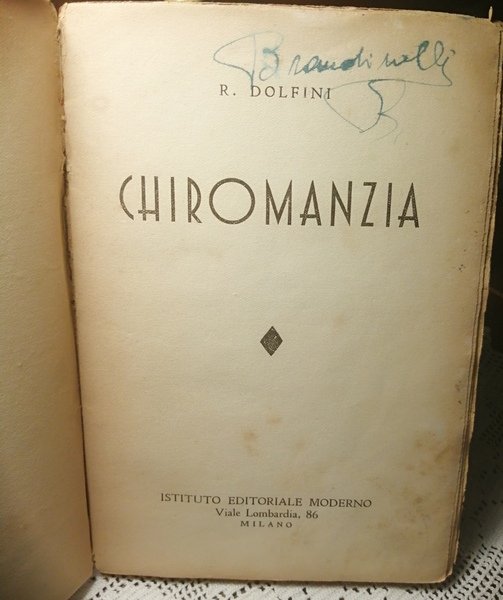 Brandinelli
B
R. DOLFINI
CHIROMANZIA
ISTITUTO EDITORIALE MODERNO
Viale Lombardia, 86
MILANO